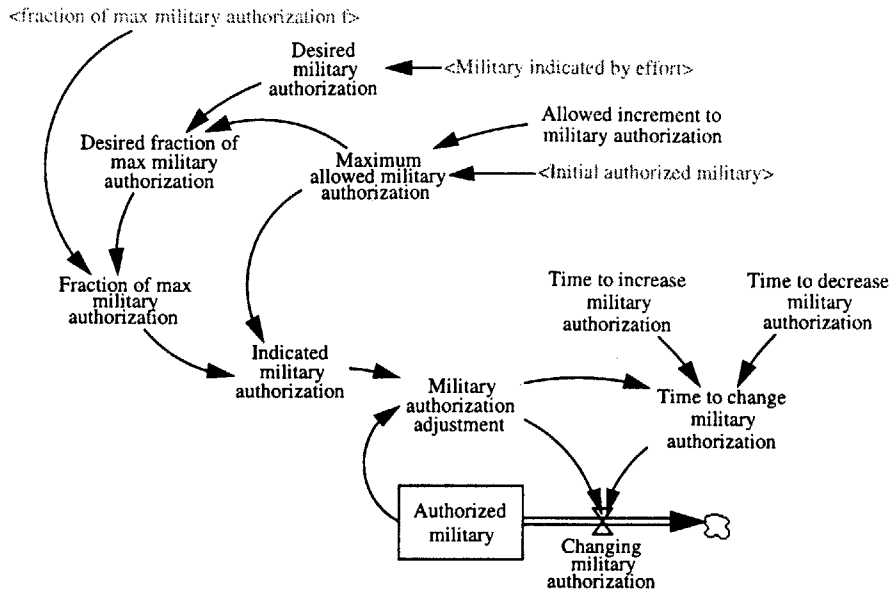 <fraction of max military authorization f>
Desired
military
authorization
<Military indicated by effort>
Allowed increment to
military authorization
Desired fraction of
max military
authorization
Maximum
allowed military
authorization
<Initial authorized military>
Fraction of max
military
authorization
Time to increase
military
authorization
Time to decrease
military
authorization
Indicated
military
authorization
Military
authorization
adjustment
Time to change
military
authorization
Authorized
military
Changing
military
authorization